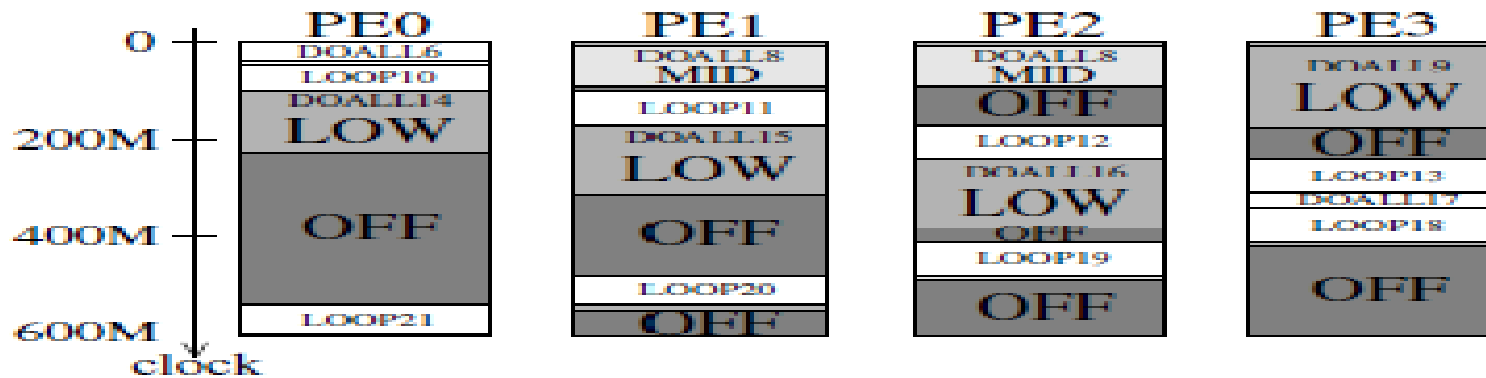 PE0 PE1 PE2 PE3
0
200M
400M
600M
clock
DOALL6
LOOP10
DOALL14
LOW
OFF
LOOP21
DOALL8
MID
LOOP11
DOALL15
LOW
OFF
LOOP20
OFF
DOALL8
MID
OFF
LOOP12
DOALL16
LOW
OFF
LOOP19
OFF
DOALL9
LOW
OFF
LOOP13
DOALL17
LOOP18
OFF